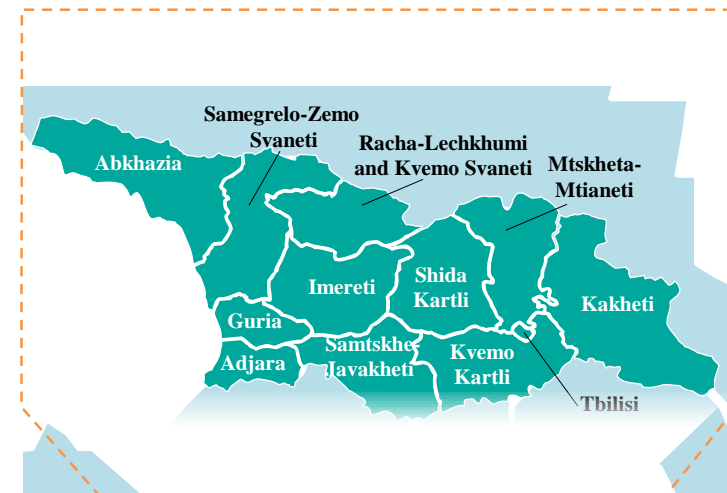 Samegrelo-Zemo
Svaneti
Racha-Lechkhumi
and Kvemo Svaneti
Mtskheta-
Mtianeti
Abkhazia
Imereti
Shida
Kartli
Kakheti
Guria
Adjara
Samtskhe-
Javakheti
Kvemo
Kartli
Tbilisi